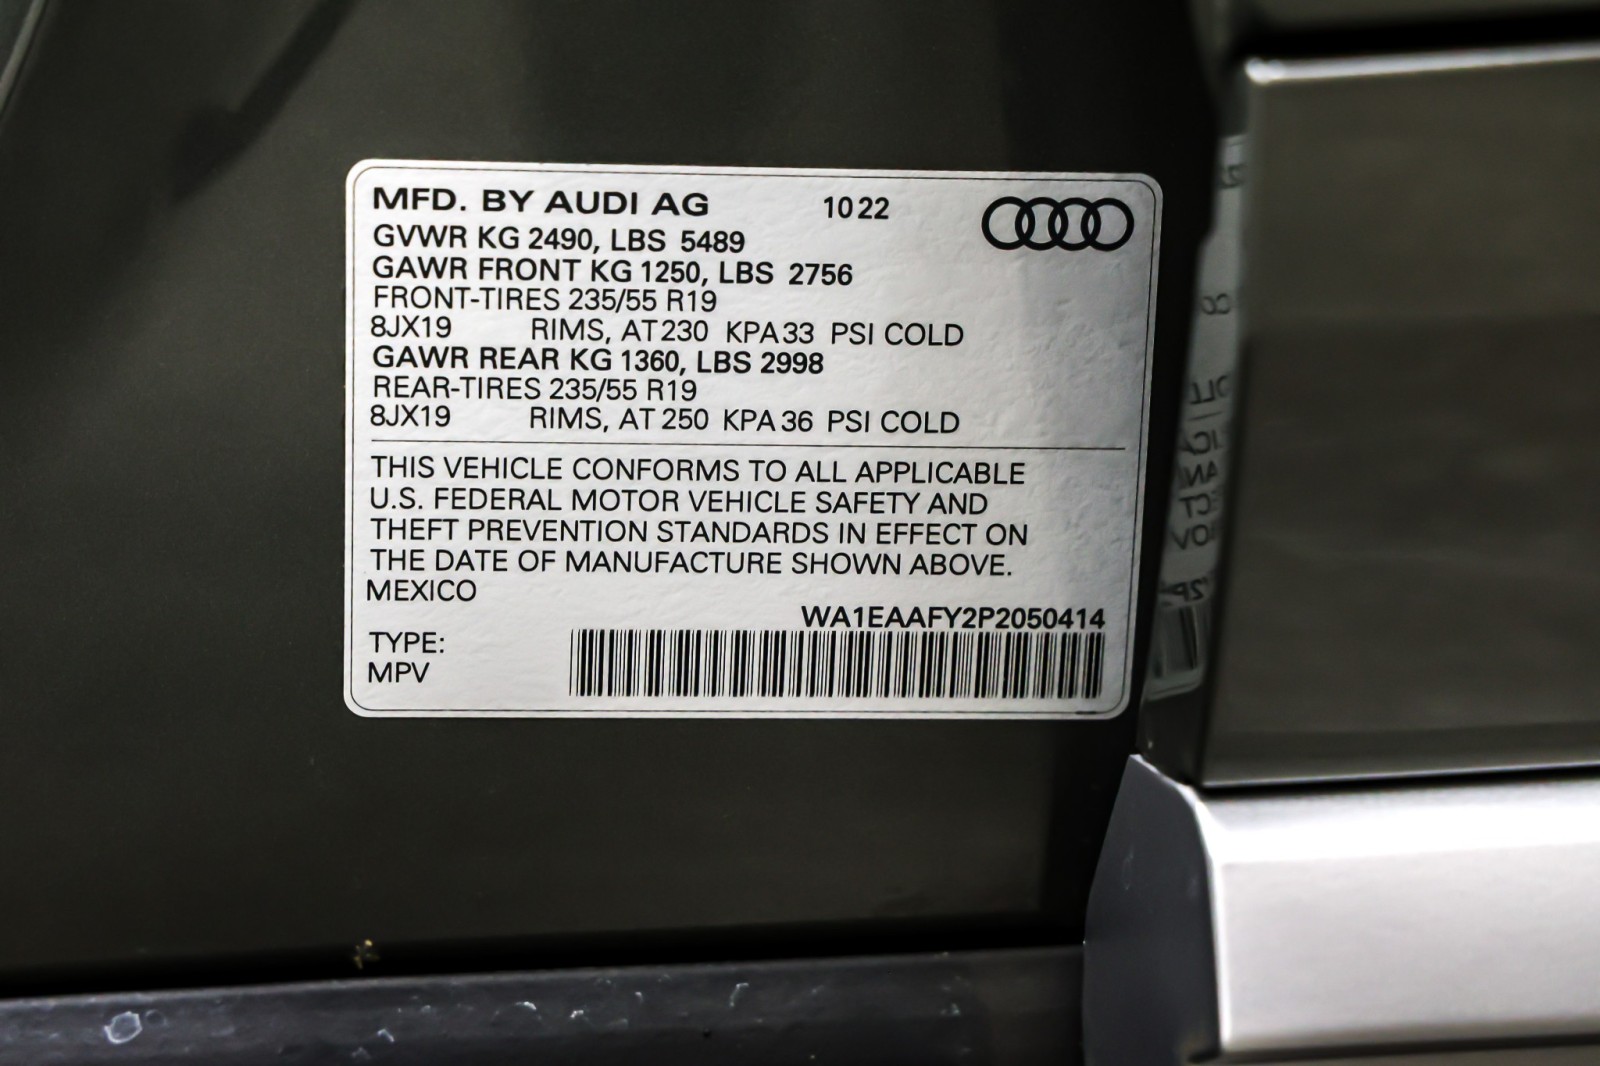 MFD. BY AUDI AG 10 22
GVWR KG 2490, LBS 5489
GAWR FRONT KG 1250, LBS 2756
FRONT-TIRES 235/55 R19
8JX19 RIMS, AT 230 KPA 33 PSI COLD
GAWR REAR KG 1360, LBS 2998
REAR-TIRES 235/55 R19
8JX19 RIMS, AT 250 KPA 36 PSI COLD
THIS VEHICLE CONFORMS TO ALL APPLICABLE
U.S. FEDERAL MOTOR VEHICLE SAFETY AND
THEFT PREVENTION STANDARDS IN EFFECT ON
THE DATE OF MANUFACTURE SHOWN ABOVE.
MEXICO
WA1EAAFY2P2050414
TYPE:
MPV